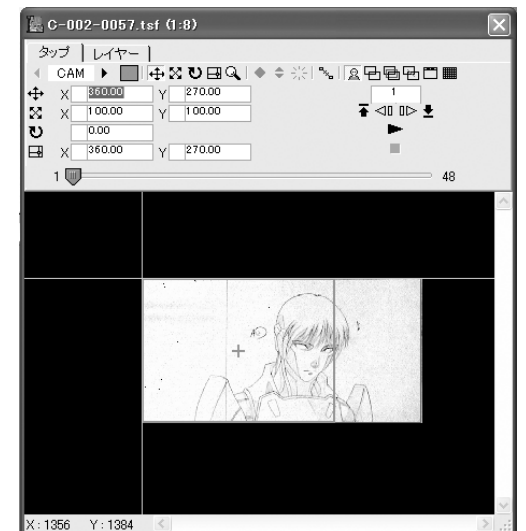 C-002-0057.tsf (1:8)
タップ レイヤー
CAM
X 360.00 Y 270.00 1
X 100.00 Y 100.00
0.00
X 360.00 Y 270.00
1 48
X : 1356 Y : 1384